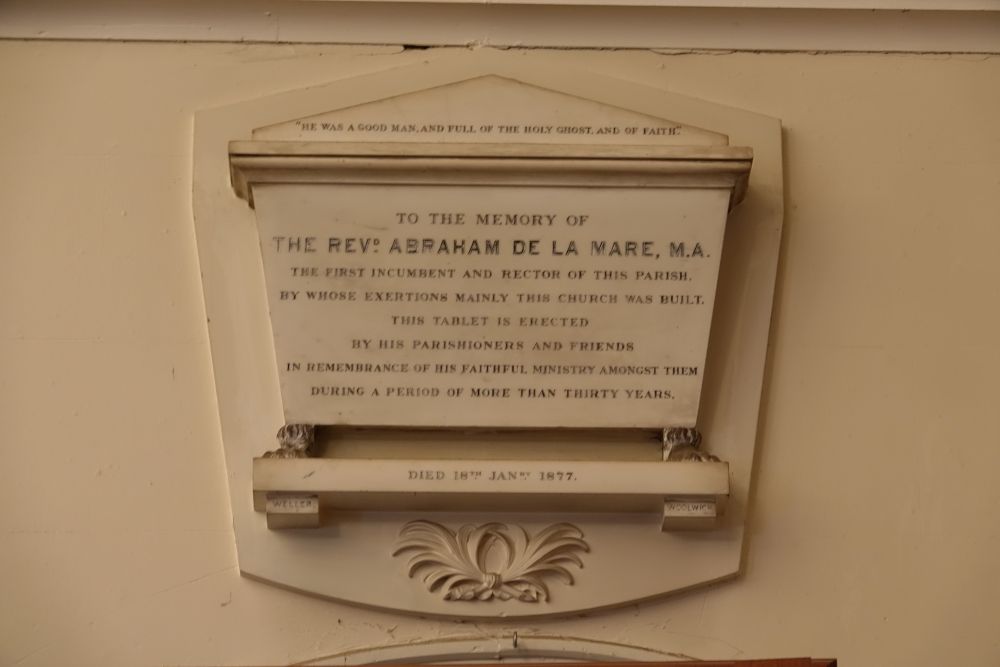 "HE WAS A GOOD MAN, AND FULL OF THE HOLY GHOST, AND OF FAITH".
TO THE MEMORY OF
THE REVD. ABRAHAM DE LA MARE, M.A.
THE FIRST INCUMBENT AND RECTOR OF THIS PARISH.
BY WHOSE EXERTIONS MAINLY THIS CHURCH WAS BUILT.
THIS TABLET IS ERECTED
BY HIS PARISHIONERS AND FRIENDS
IN REMEMBRANCE OF HIS FAITHFUL MINISTRY AMONGST THEM
DURING A PERIOD OF MORE THAN THIRTY YEARS.
DIED 18TH JANRY 1877.
WELLER WOOLWICH